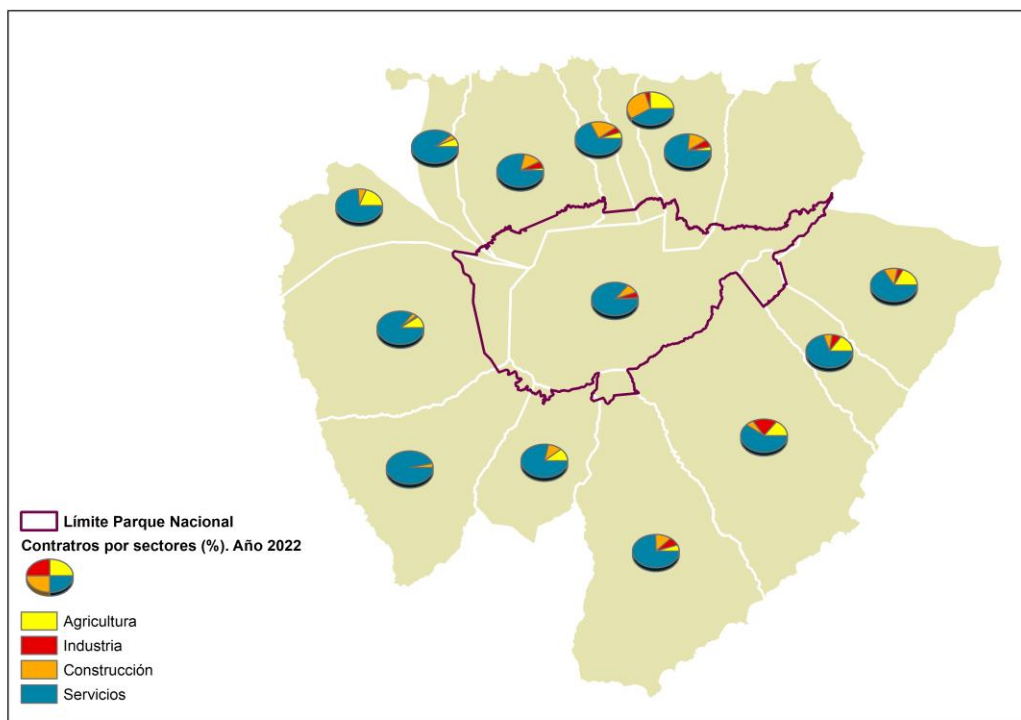 Límite Parque Nacional
Contratros por sectores (%). Año 2022
Agricultura
Industria
Construcción
Servicios